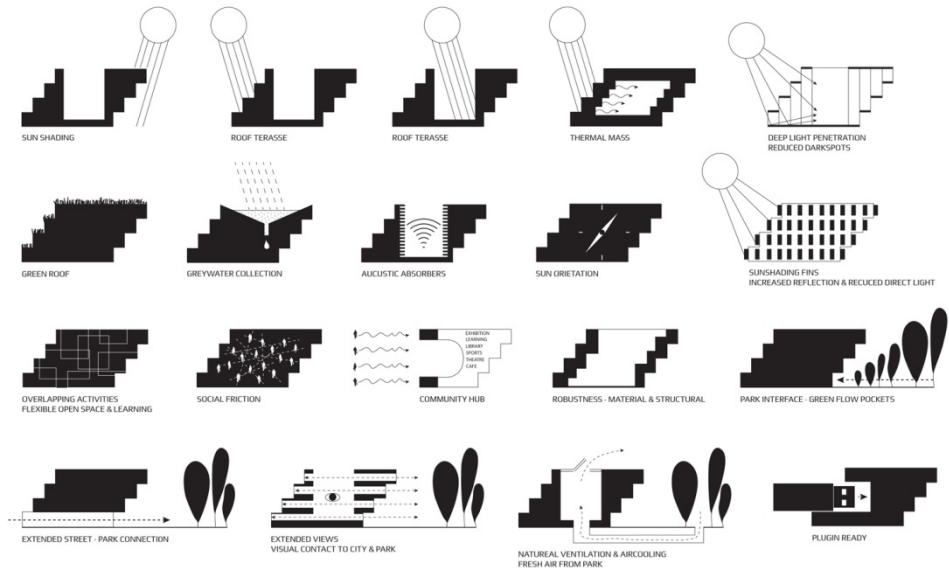 SUN SHADING
ROOF TERASSE
ROOF TERASSE
THERMAL MASS
DEEP LIGHT PENETRATION
REDUCED DARKSPOTS
GREEN ROOF
GREYWATER COLLECTION
AUCUSTIC ABSORBERS
SUN ORIETATION
SUNSHADING FINS
INCREASED REFLECTION & RECUCED DIRECT LIGHT
OVERLAPPING ACTIVITIES
FLEXIBLE OPEN SPACE & LEARNING
SOCIAL FRICTION
EXHIBITION
LEARNING
LIBRARY
SPORTS
THEATRE
CAFE
COMMUNITY HUB
ROBUSTNESS - MATERIAL & STRUCTURAL
PARK INTERFACE - GREEN FLOW POCKETS
EXTENDED STREET - PARK CONNECTION
EXTENDED VIEWS
VISUAL CONTACT TO CITY & PARK
NATUREAL VENTILATION & AIRCOOLING
FRESH AIR FROM PARK
PLUGIN READY